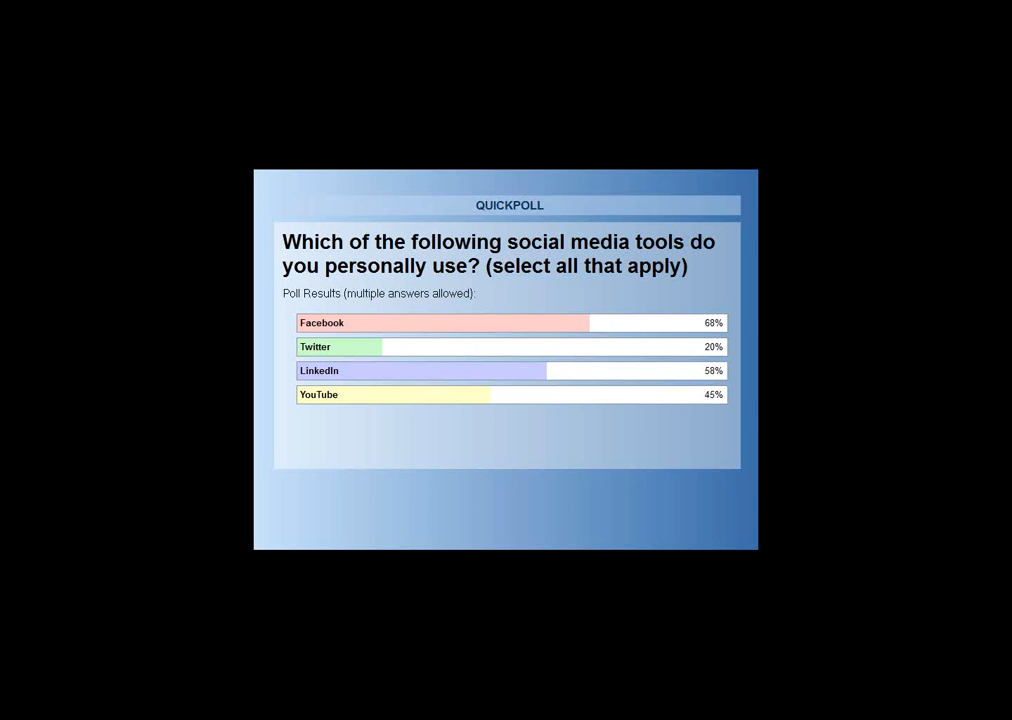 QUICKPOLL
Which of the following social media tools do
you personally use? (select all that apply)
Poll Results (multiple answers allowed):
Facebook 68%
Twitter 20%
LinkedIn 58%
YouTube 45%